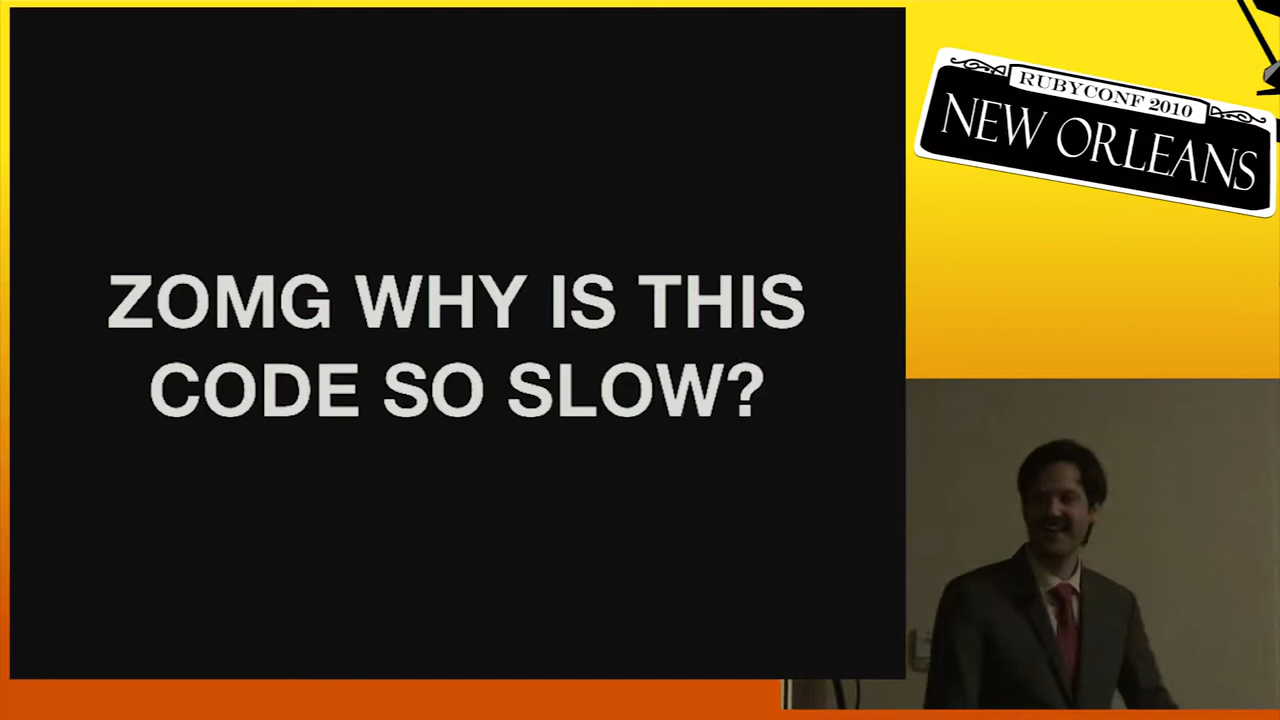 ZOMG WHY IS THIS
CODE SO SLOW?
RUBYCONF 2010
NEW ORLEANS